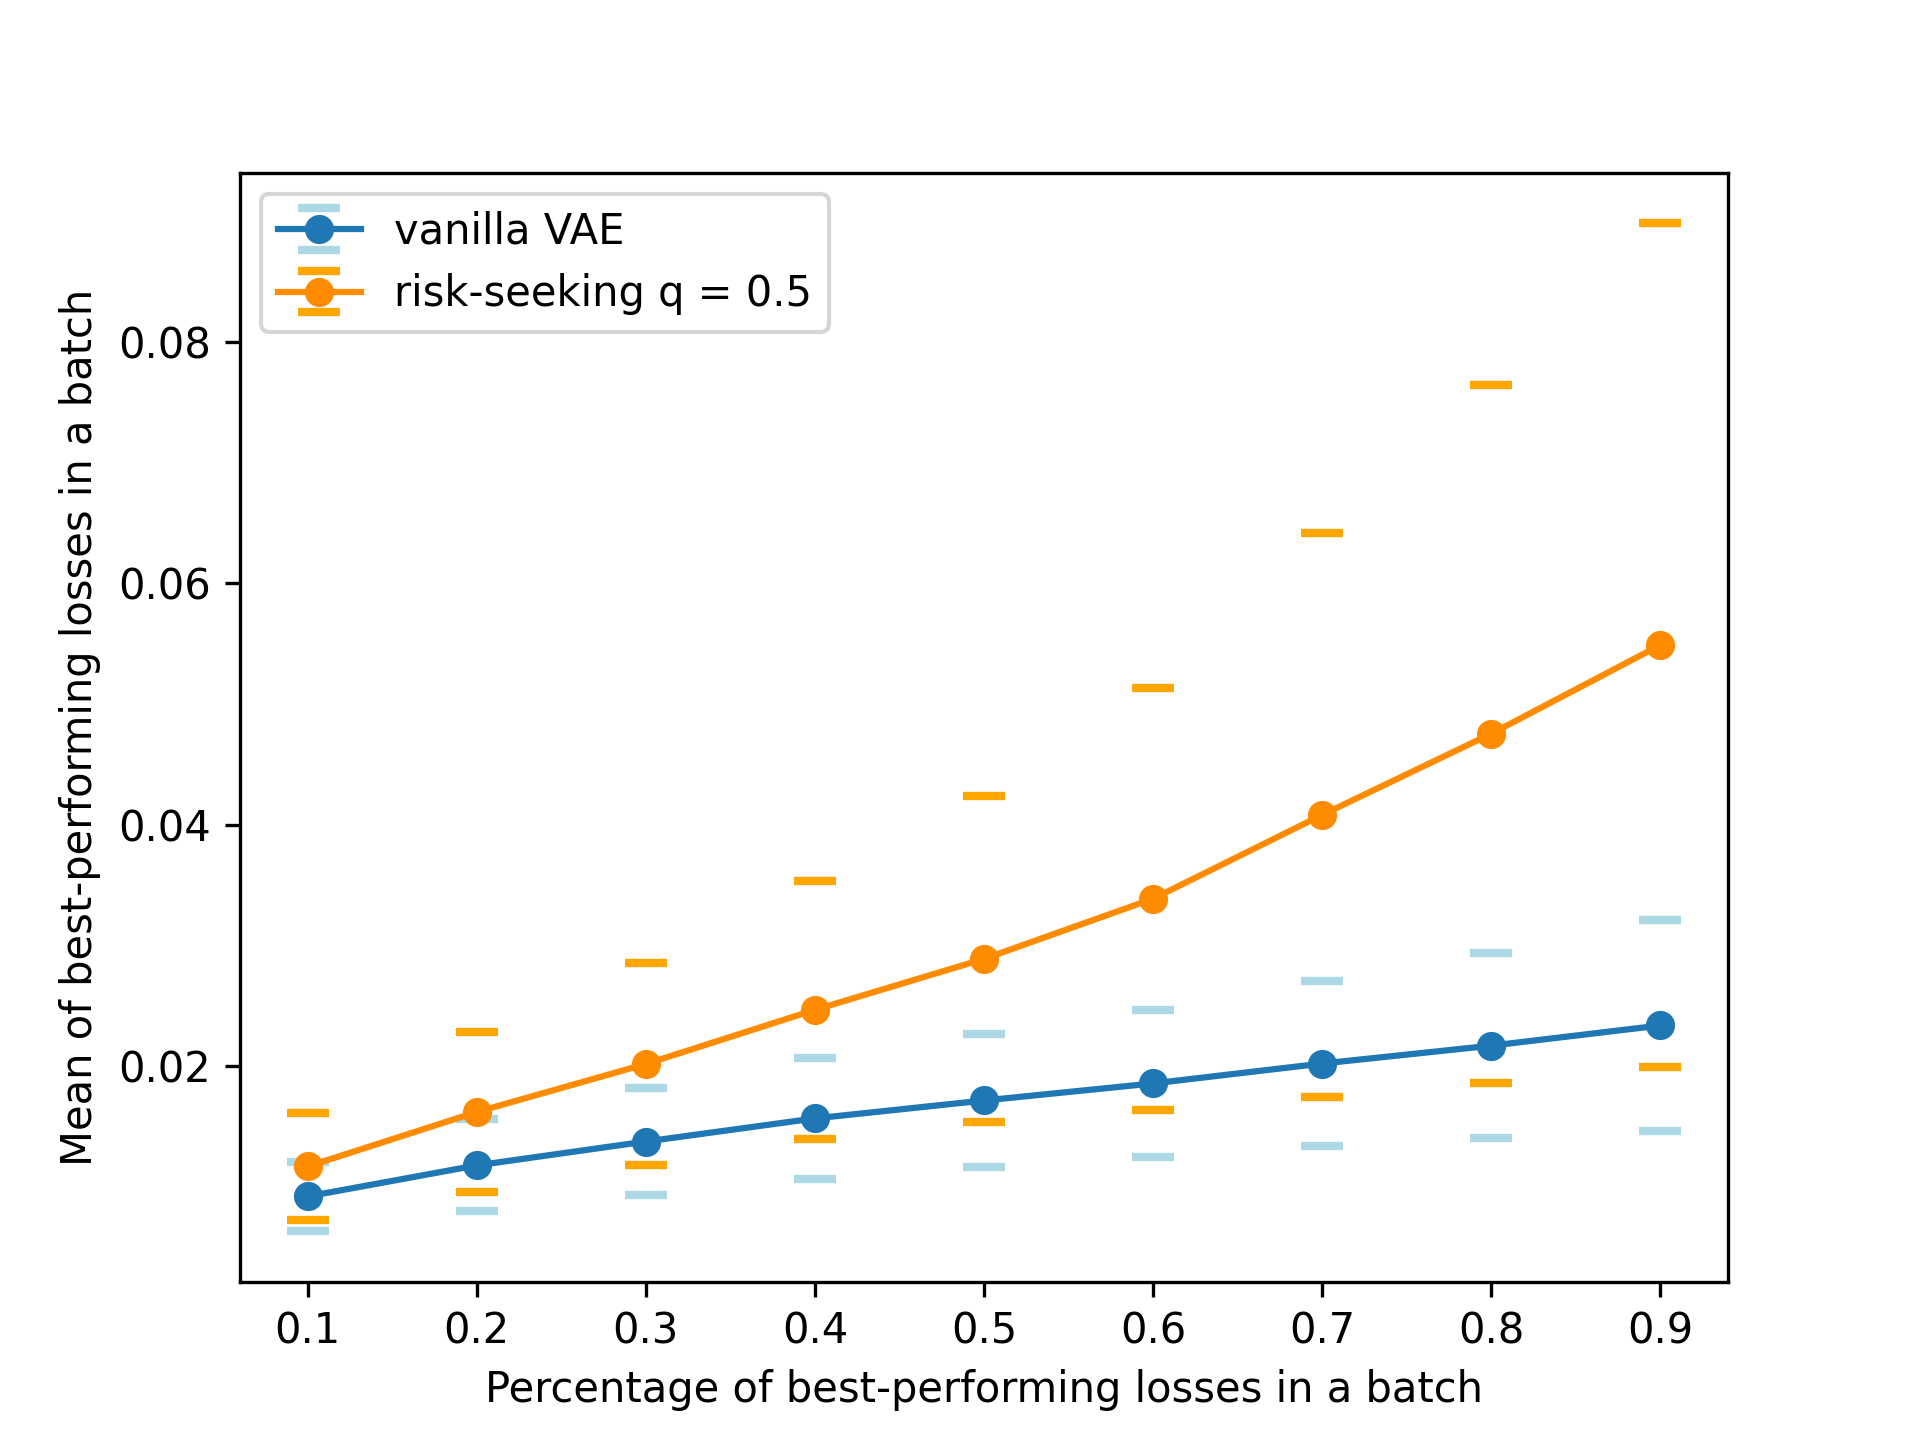 vanilla VAE
risk-seeking q = 0.5
Mean of best-performing losses in a batch
0.08
0.06
0.04
0.02
0.1 0.2 0.3 0.4 0.5 0.6 0.7 0.8 0.9
Percentage of best-performing losses in a batch